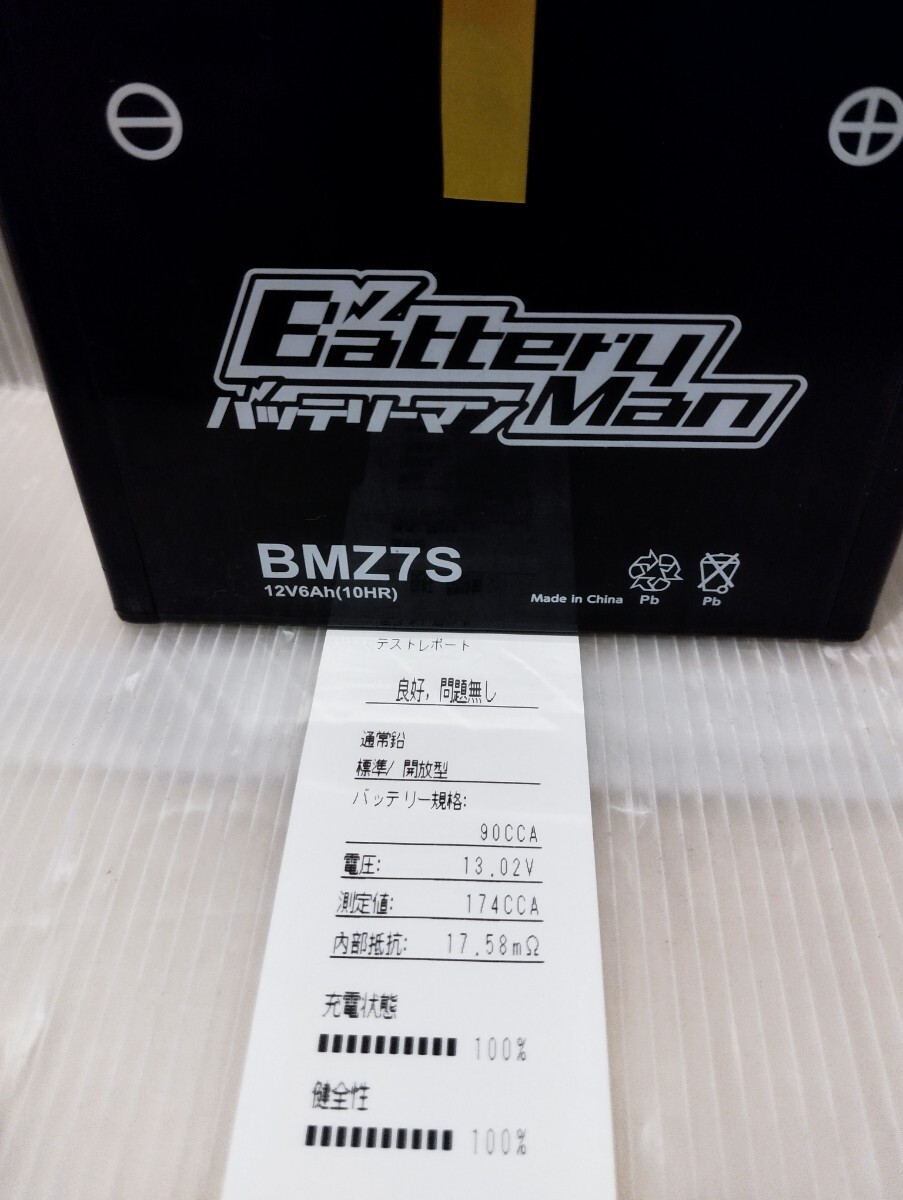 Battery
バッテリーマン Man
BMZ7S
12V6Ah(10HR)
Made in China
Pb
Pb
テストレポート
良好, 問題無し
通常鉛
標準/ 開放型
バッテリー規格:
90CCA
電圧: 13.02V
測定値: 174CCA
内部抵抗: 17.58mΩ
充電状態
100%
健全性
100%